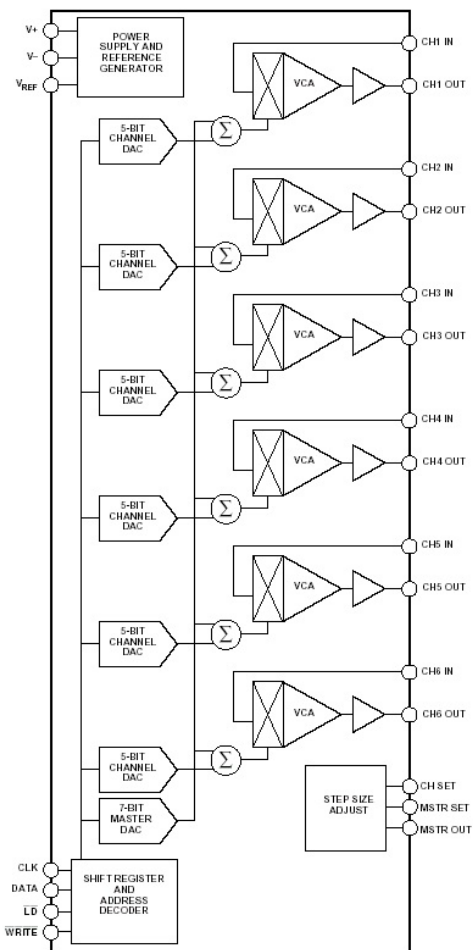 V+
V–
VREF
POWER
SUPPLY AND
REFERENCE
GENERATOR
CH1 IN
VCA
CH1 OUT
5-BIT
CHANNEL
DAC
Σ
CH2 IN
VCA
CH2 OUT
5-BIT
CHANNEL
DAC
Σ
CH3 IN
VCA
CH3 OUT
5-BIT
CHANNEL
DAC
Σ
CH4 IN
VCA
CH4 OUT
5-BIT
CHANNEL
DAC
Σ
CH5 IN
VCA
CH5 OUT
5-BIT
CHANNEL
DAC
Σ
CH6 IN
VCA
CH6 OUT
5-BIT
CHANNEL
DAC
Σ
7-BIT
MASTER
DAC
STEP SIZE
ADJUST
CH SET
MSTR SET
MSTR OUT
CLK
DATA
L̅D̅
W̅R̅I̅T̅E̅
SHIFT REGISTER
AND
ADDRESS
DECODER